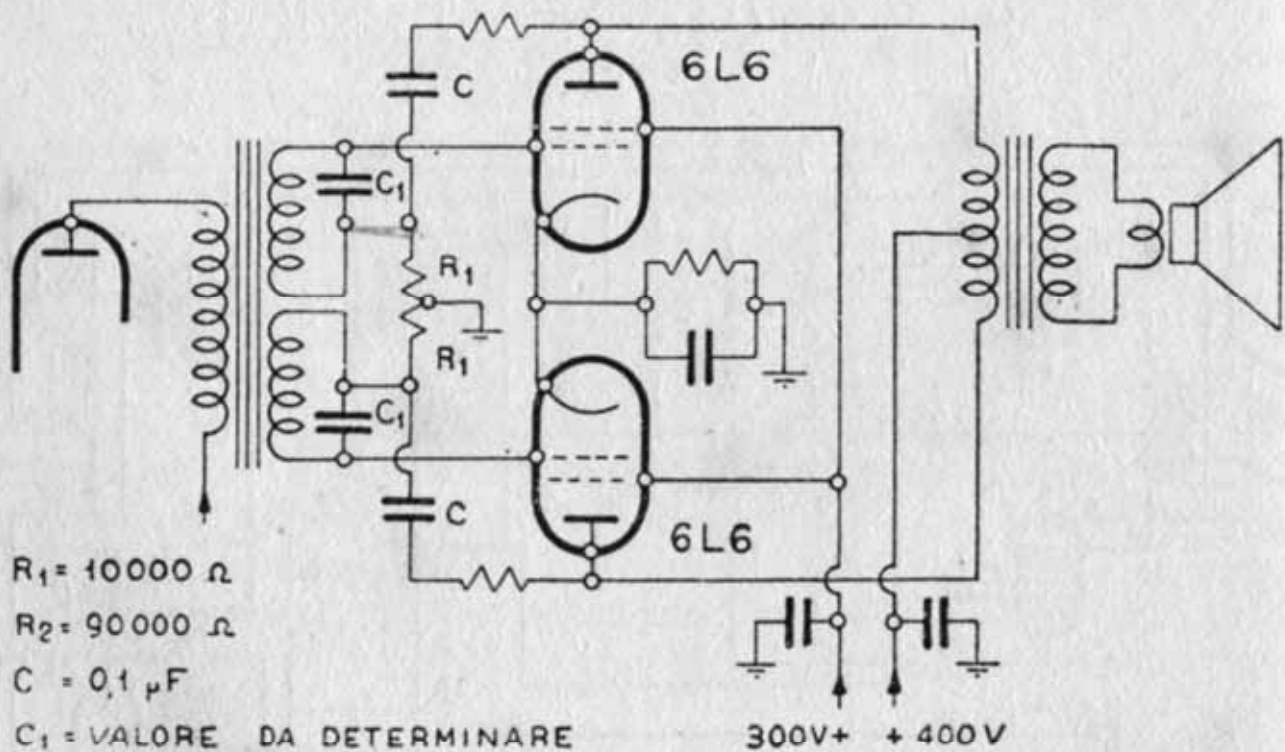 6L6
C
C₁
R₁
R₁
C₁
C
6L6
R₁ = 10000 Ω
R₂ = 90000 Ω
C = 0,1 µF
C₁ = VALORE DA DETERMINARE
300V+ + 400V